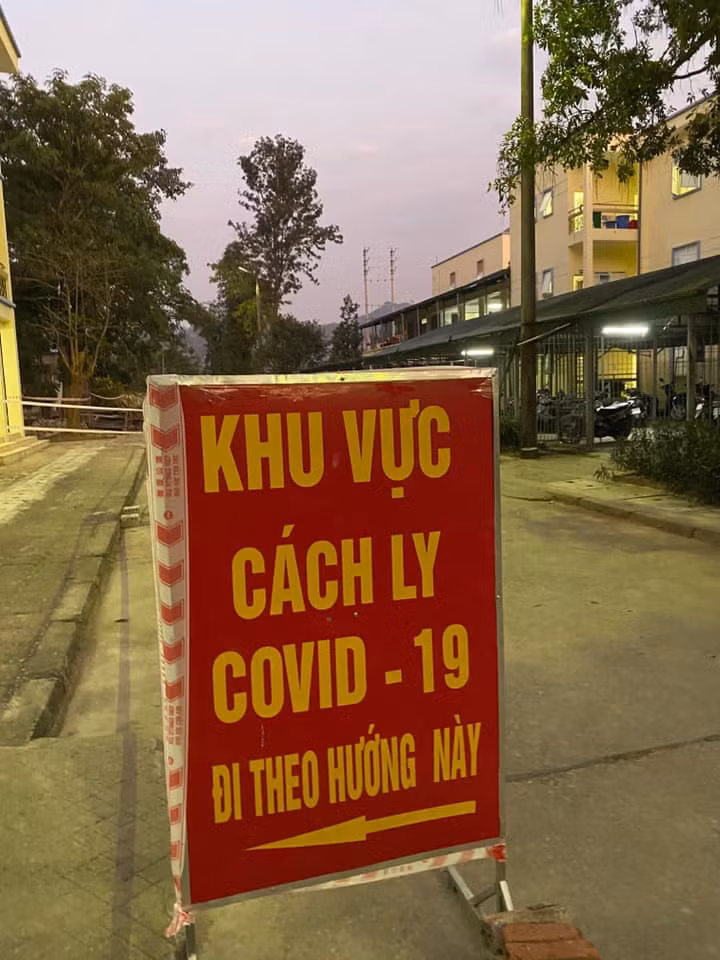 KHU VỰC
CÁCH LY
COVID - 19
ĐI THEO HƯỚNG NÀY